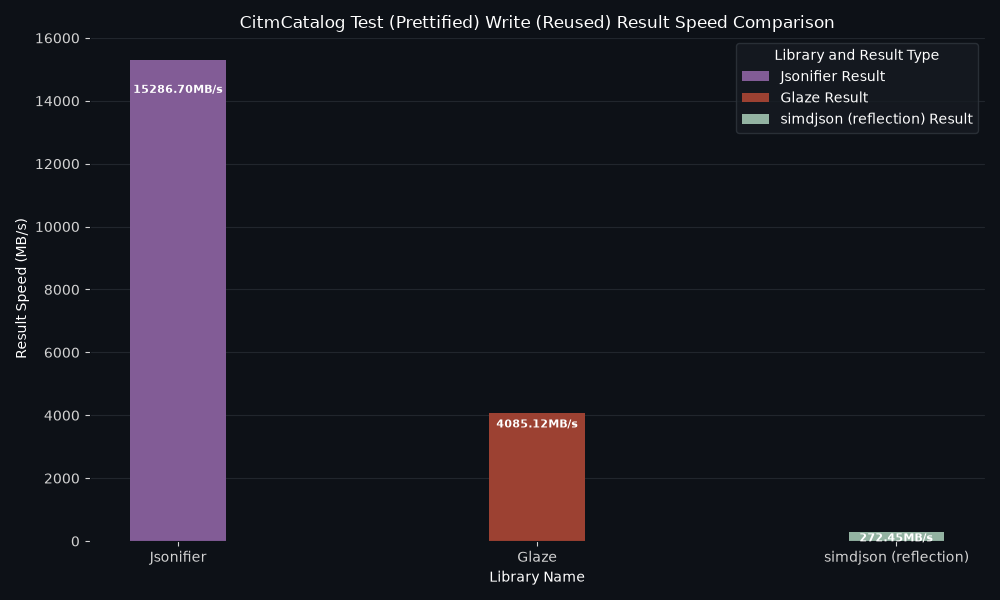 CitmCatalog Test (Prettified) Write (Reused) Result Speed Comparison
16000
14000
12000
10000
8000
6000
4000
2000
0
Result Speed (MB/s)
15286.70MB/s
4085.12MB/s
272.45MB/s
Library and Result Type
Jsonifier Result
Glaze Result
simdjson (reflection) Result
Jsonifier
Glaze
simdjson (reflection)
Library Name